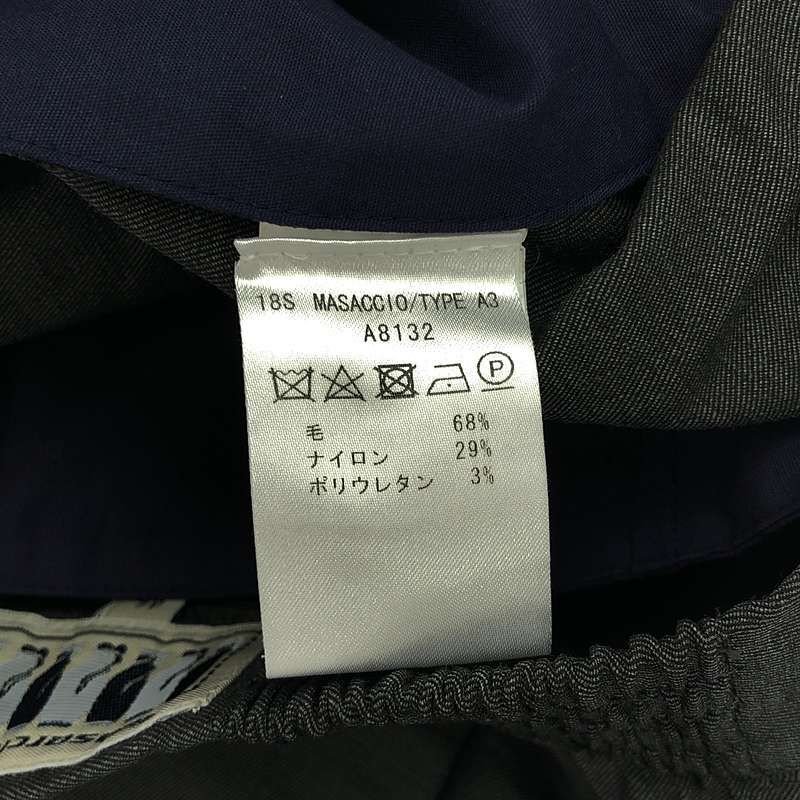 18S MASACCIO/TYPE A3
A8132
P
毛 68%
ナイロン 29%
ポリウレタン 3%